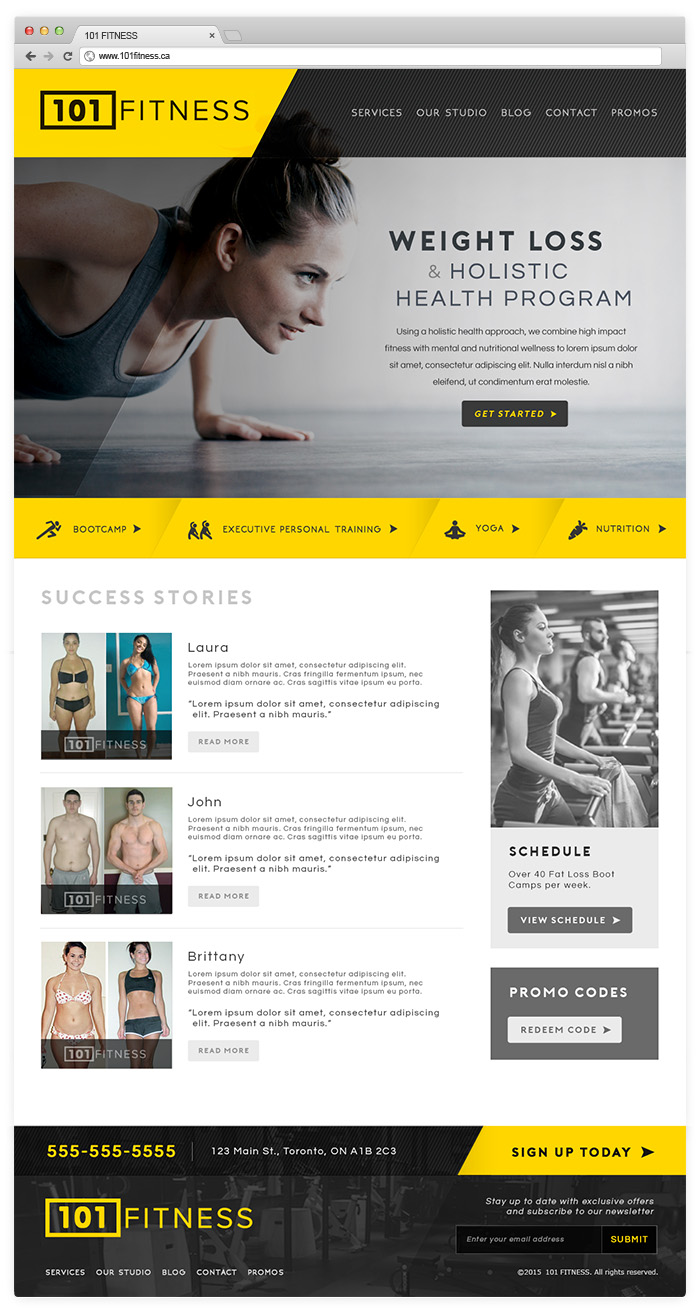 101 FITNESS
www.101fitness.ca
101 FITNESS
SERVICES OUR STUDIO BLOG CONTACT PROMOS
WEIGHT LOSS
& HOLISTIC
HEALTH PROGRAM
Using a holistic health approach, we combine high impact
fitness with mental and nutritional wellness to lorem ipsum dolor
sit amet, consectetur adipiscing elit. Nulla interdum nisl a nibh
eleifend, ut condimentum erat molestie.
GET STARTED
BOOTCAMP EXECUTIVE PERSONAL TRAINING YOGA NUTRITION
SUCCESS STORIES
101 FITNESS
Laura
Lorem ipsum dolor sit amet, consectetur adipiscing elit.
Praesent a nibh mauris. Cras fringilla fermentum ipsum, nec
euismod diam ornare ac. Cras sagittis vitae ipsum eu porta.
“Lorem ipsum dolor sit amet, consectetur adipiscing
elit. Praesent a nibh mauris.”
READ MORE
101 FITNESS
John
Lorem ipsum dolor sit amet, consectetur adipiscing elit.
Praesent a nibh mauris. Cras fringilla fermentum ipsum, nec
euismod diam ornare ac. Cras sagittis vitae ipsum eu porta.
“Lorem ipsum dolor sit amet, consectetur adipiscing
elit. Praesent a nibh mauris.”
READ MORE
101 FITNESS
Brittany
Lorem ipsum dolor sit amet, consectetur adipiscing elit.
Praesent a nibh mauris. Cras fringilla fermentum ipsum, nec
euismod diam ornare ac. Cras sagittis vitae ipsum eu porta.
“Lorem ipsum dolor sit amet, consectetur adipiscing
elit. Praesent a nibh mauris.”
READ MORE
SCHEDULE
Over 40 Fat Loss Boot
Camps per week.
VIEW SCHEDULE
PROMO CODES
REDEEM CODE
555-555-5555 123 Main St., Toronto, ON A1B 2C3
SIGN UP TODAY
101 FITNESS
Stay up to date with exclusive offers
and subscribe to our newsletter
Enter your email address SUBMIT
SERVICES OUR STUDIO BLOG CONTACT PROMOS
©2015 101 FITNESS. All rights reserved.